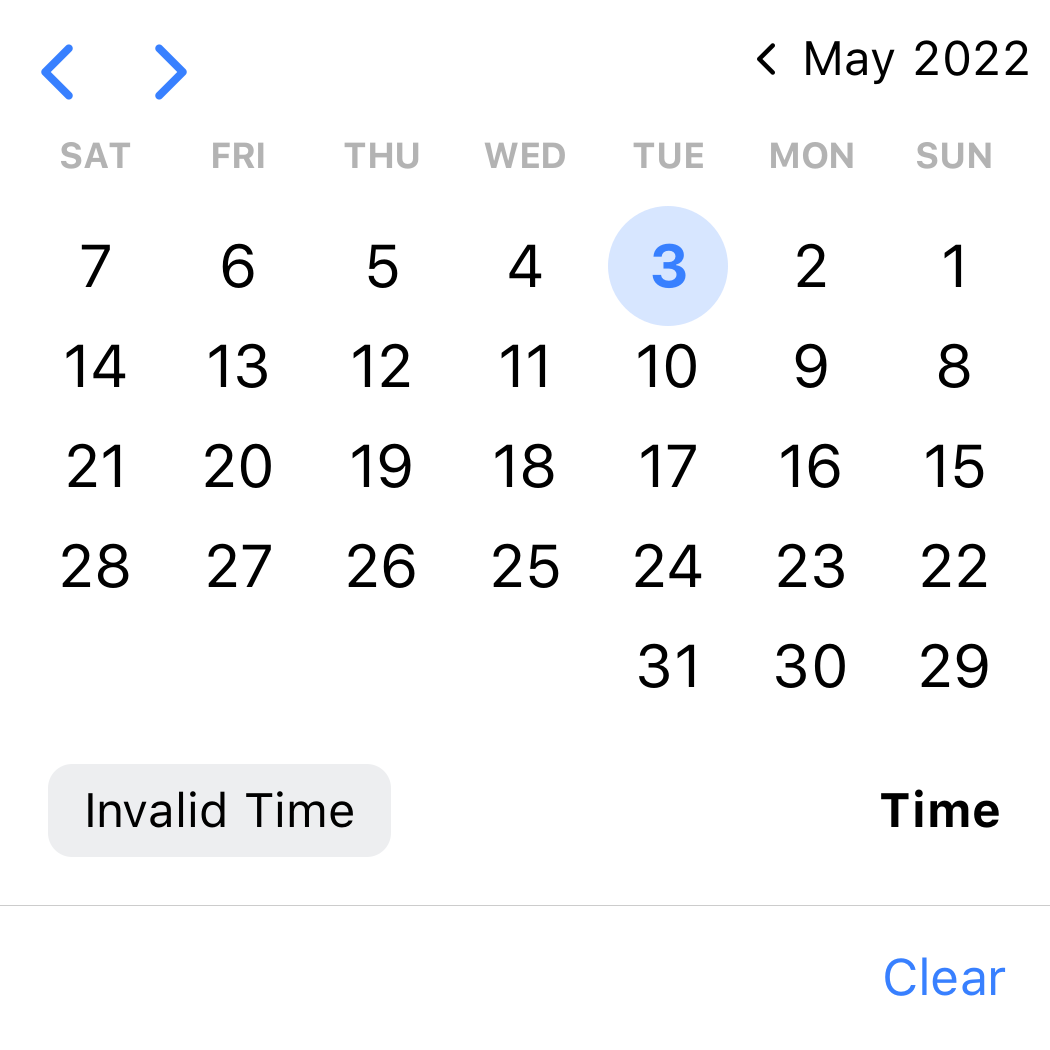 May 2022
SAT FRI THU WED TUE MON SUN
7 6 5 4 3 2 1
14 13 12 11 10 9 8
21 20 19 18 17 16 15
28 27 26 25 24 23 22
31 30 29
Invalid Time Time
Clear